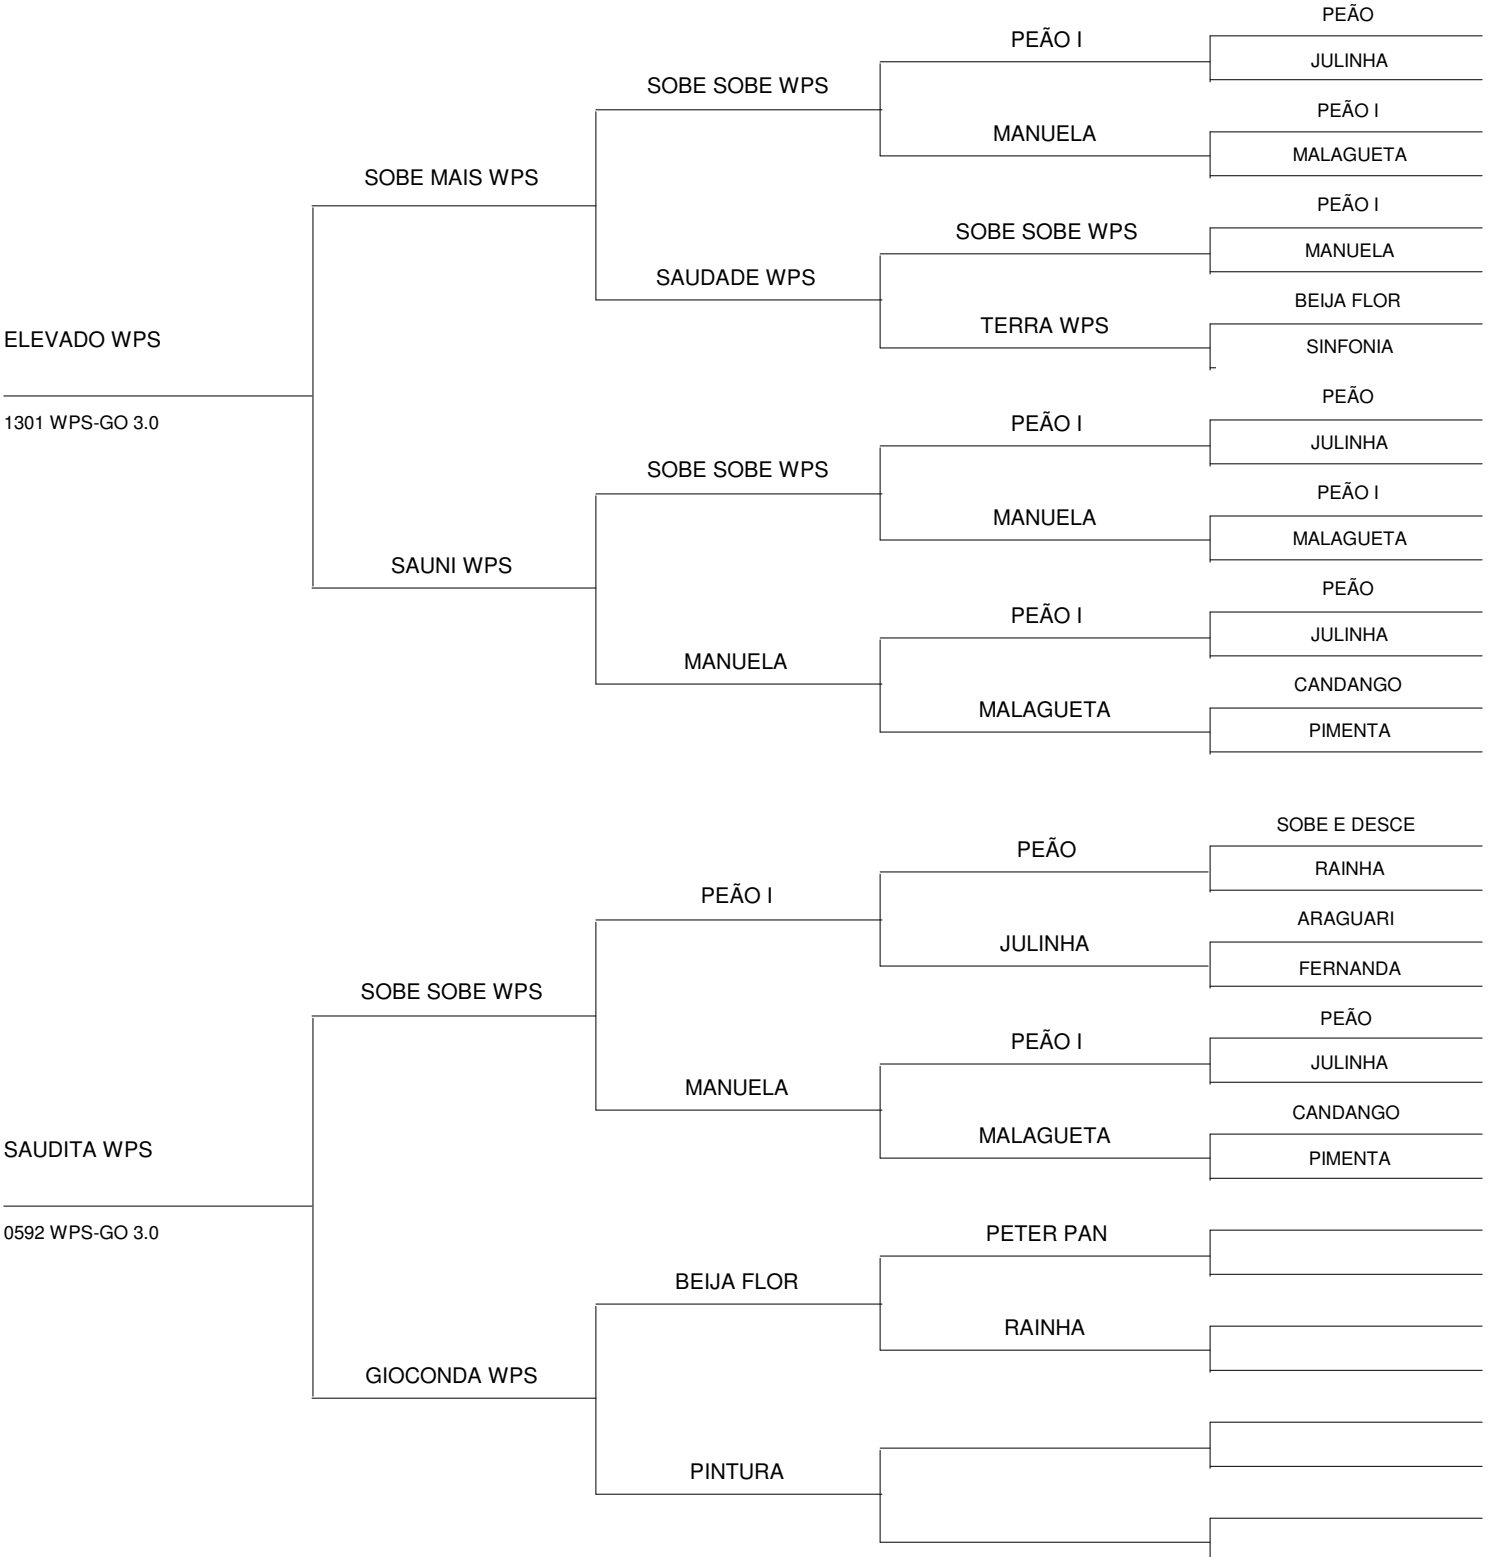 PEÃO
PEÃO I
JULINHA
SOBE SOBE WPS
PEÃO I
MANUELA
MALAGUETA
SOBE MAIS WPS
PEÃO I
SOBE SOBE WPS
MANUELA
SAUDADE WPS
BEIJA FLOR
TERRA WPS
ELEVADO WPS
SINFONIA
PEÃO
1301 WPS-GO 3.0
PEÃO I
JULINHA
SOBE SOBE WPS
PEÃO I
MANUELA
MALAGUETA
SAUNI WPS
PEÃO
PEÃO I
JULINHA
MANUELA
CANDANGO
MALAGUETA
PIMENTA
SOBE E DESCE
PEÃO
RAINHA
PEÃO I
ARAGUARI
JULINHA
FERNANDA
SOBE SOBE WPS
PEÃO
PEÃO I
JULINHA
MANUELA
CANDANGO
MALAGUETA
SAUDITA WPS
PIMENTA
0592 WPS-GO 3.0
PETER PAN
BEIJA FLOR
RAINHA
GIOCONDA WPS
PINTURA